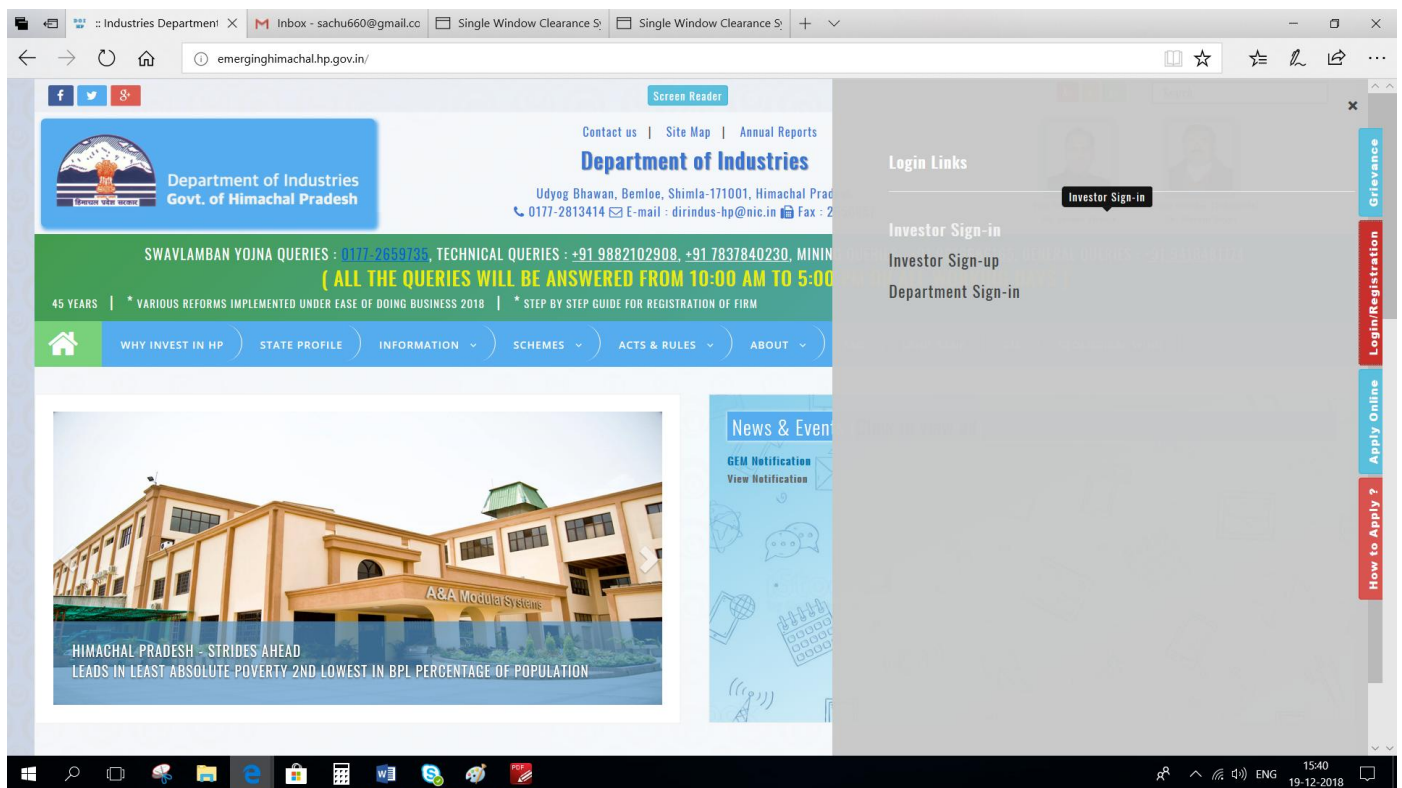 :: Industries Department
Inbox - sachu660@gmail.co
Single Window Clearance Sy
Single Window Clearance Sy
emerginghimachal.hp.gov.in/
Screen Reader
Contact us | Site Map | Annual Reports
Department of Industries
Govt. of Himachal Pradesh
हिमाचल प्रदेश सरकार
Department of Industries
Udyog Bhawan, Bemloe, Shimla-171001, Himachal Prad
0177-2813414 E-mail : dirindus-hp@nic.in Fax : 2
SWAVLAMBAN YOJNA QUERIES : 0177-2659735, TECHNICAL QUERIES : +91 9882102908, +91 7837840230, MININ
( ALL THE QUERIES WILL BE ANSWERED FROM 10:00 AM TO 5:00
45 YEARS | * VARIOUS REFORMS IMPLEMENTED UNDER EASE OF DOING BUSINESS 2018 | * STEP BY STEP GUIDE FOR REGISTRATION OF FIRM
WHY INVEST IN HP
STATE PROFILE
INFORMATION
SCHEMES
ACTS & RULES
ABOUT
Login Links
Investor Sign-in
Investor Sign-in
Investor Sign-up
Department Sign-in
Grievance
Login/Registration
Apply Online
How to Apply ?
News & Event
GEM Notification
View Notification
A&A Modular Systems
HIMACHAL PRADESH - STRIDES AHEAD
LEADS IN LEAST ABSOLUTE POVERTY 2ND LOWEST IN BPL PERCENTAGE OF POPULATION
ENG
15:40
19-12-2018